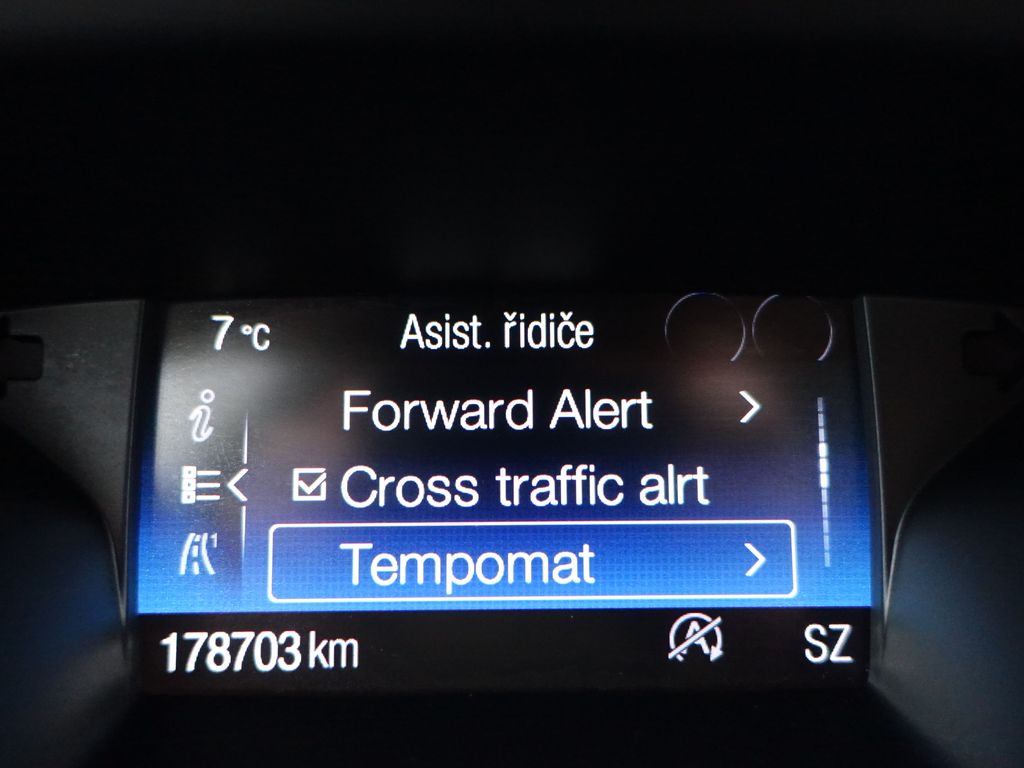 7 °C Asist. řidiče
Forward Alert
Cross traffic alrt
Tempomat
178703 km SZ